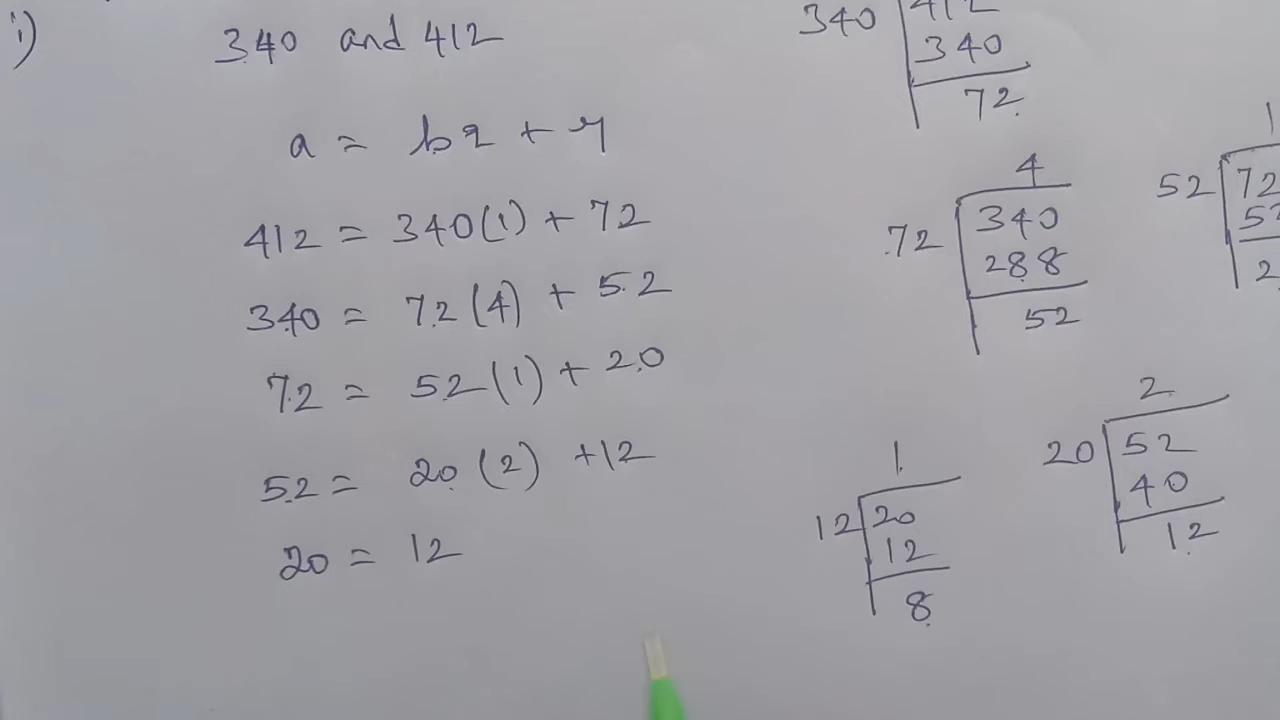 i)
340 and 412
a = bq + r
412 = 340(1) + 72
340 = 72(4) + 52
72 = 52(1) + 20
52 = 20(2) + 12
20 = 12
340
412
340
72
4
72
340
288
52
1
52
72
2
20
52
40
12
1
12
20
12
8